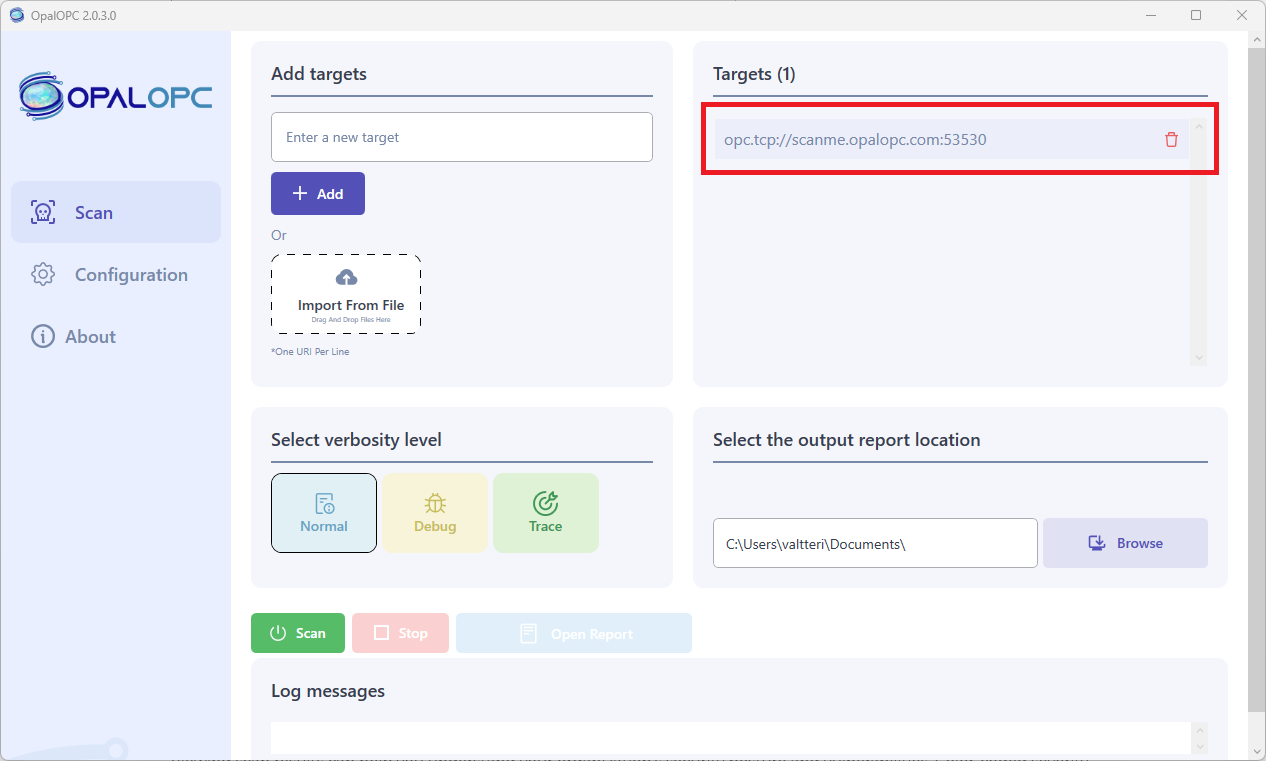 OpalOPC 2.0.3.0
OPALOPC
Scan
Configuration
About
Add targets
Enter a new target
Add
Or
Import From File
Drag And Drop Files Here
*One URI Per Line
Targets (1)
opc.tcp://scanme.opalopc.com:53530
Select verbosity level
Normal
Debug
Trace
Select the output report location
C:\Users\valtteri\Documents\
Browse
Scan
Stop
Open Report
Log messages